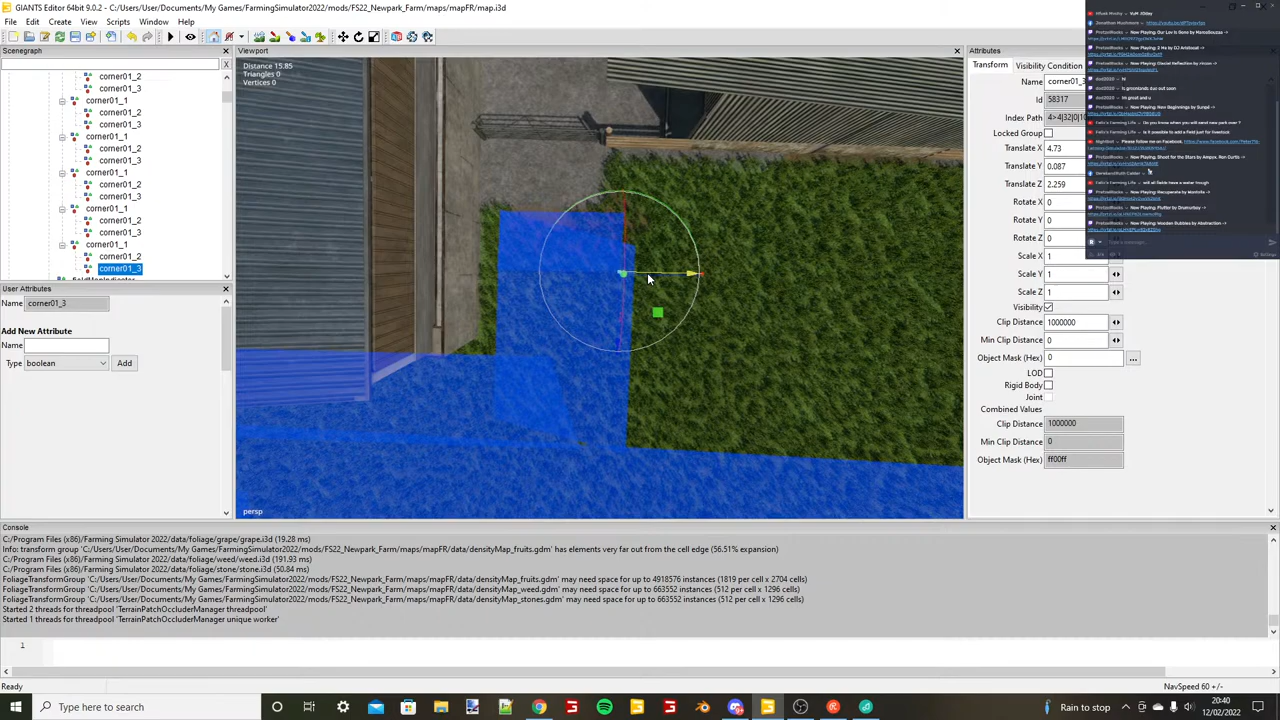 GIANTS Editor 64bit 9.0.2 - C:/Users/User/Documents/My Games/FarmingSimulator2022/mods/FS22_Newpark_Farm/maps/mapFR.i3d
File Edit Create View Scripts Window Help
Scenegraph
X
corner01_2
corner01_3
corner01_1
corner01_2
corner01_3
corner01_1
corner01_2
corner01_3
corner01_1
corner01_2
corner01_3
corner01_1
corner01_2
corner01_3
corner01_1
corner01_2
corner01_3
User Attributes
Name corner01_3
Add New Attribute
Name
Type boolean Add
Viewport
Distance 15.85
Triangles 0
Vertices 0
persp
Attributes
Transform Visibility Condition
Name corner01_3
Id 58317
Index Path
Locked Group
Translate X 4.73
Translate Y 0.087
Translate Z 2.259
Rotate X
Rotate Y
Rotate Z
Scale X 1
Scale Y 1
Scale Z 1
Visibility
Clip Distance 1000000
Min Clip Distance 0
Object Mask (Hex) 0 ...
LOD
Rigid Body
Joint
Combined Values
Clip Distance 1000000
Min Clip Distance 0
Object Mask (Hex) ff00ff
Console
C:/Program Files (x86)/Farming Simulator 2022/data/foliage/grape/grape.i3d (19.28 ms)
Info: transform group 'C:/Users/User/Documents/My Games/FarmingSimulator2022/mods/FS22_Newpark_Farm/maps/mapFR/data/densityMap_fruits.gdm' has elements very far out from the cell edge (56.51% expansion)
C:/Program Files (x86)/Farming Simulator 2022/data/foliage/weed/weed.i3d (191.93 ms)
C:/Program Files (x86)/Farming Simulator 2022/data/foliage/stone/stone.i3d (50.84 ms)
FoliageTransformGroup 'C:/Users/User/Documents/My Games/FarmingSimulator2022/mods/FS22_Newpark_Farm/maps/mapFR/data/densityMap_fruits.gdm' may need space for up to 4918576 instances (1819 per cell x 2704 cells)
FoliageTransformGroup 'C:/Users/User/Documents/My Games/FarmingSimulator2022/mods/FS22_Newpark_Farm/maps/mapFR/data/densityMap_weed.gdm' may need space for up to 663552 instances (512 per cell x 1296 cells)
FoliageTransformGroup 'C:/Users/User/Documents/My Games/FarmingSimulator2022/mods/FS22_Newpark_Farm/maps/mapFR/data/densityMap_stones.gdm' may need space for up to 663552 instances (512 per cell x 1296 cells)
Started 2 threads for threadpool 'TerrainPatchOccluderManager threadpool'
Started 1 threads for threadpool 'TerrainPatchOccluderManager unique worker'
1
Ready
NavSpeed 60 +/-
Type here to search
Rain to stop
20:40
12/02/2022